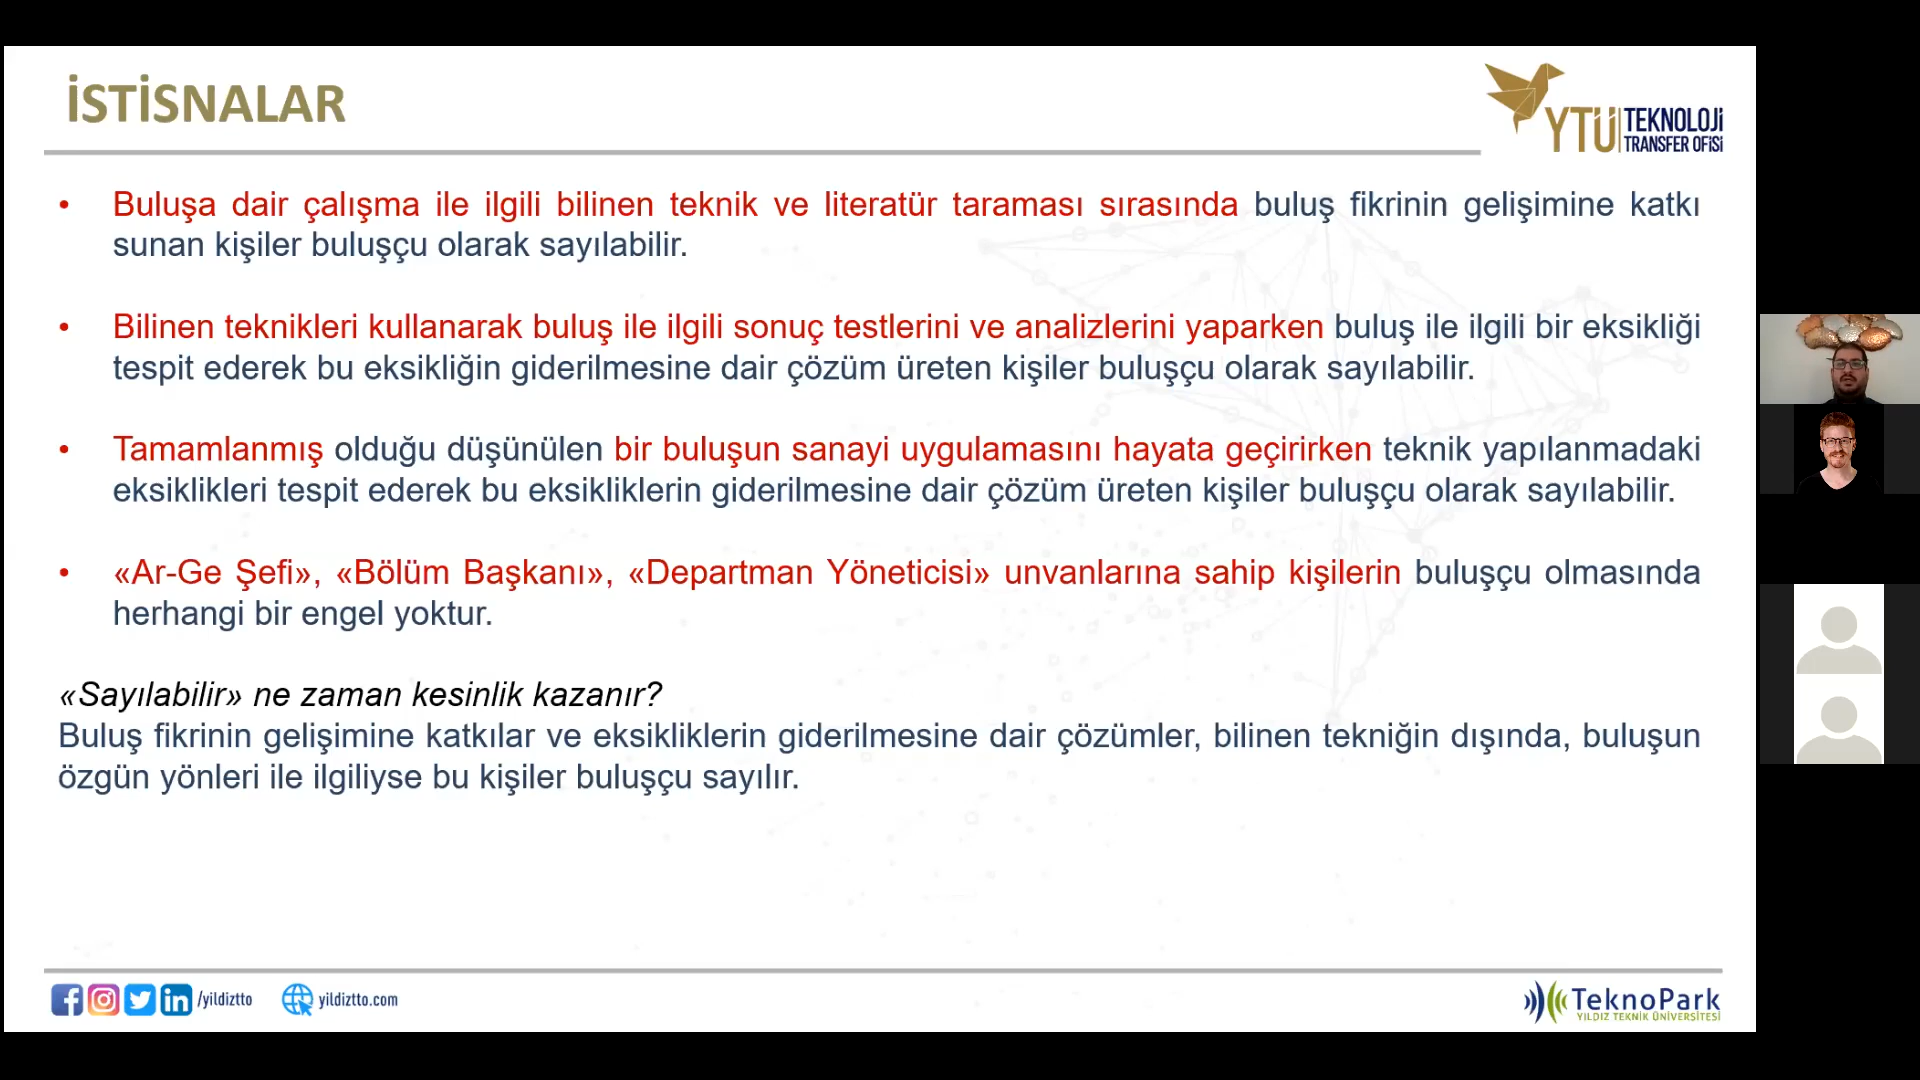 İSTİSNALAR
YTÜ TEKNOLOJİ
TRANSFER OFİSİ
• Buluşa dair çalışma ile ilgili bilinen teknik ve literatür taraması sırasında buluş fikrinin gelişimine katkı
sunan kişiler buluşçu olarak sayılabilir.
• Bilinen teknikleri kullanarak buluş ile ilgili sonuç testlerini ve analizlerini yaparken buluş ile ilgili bir eksikliği
tespit ederek bu eksikliğin giderilmesine dair çözüm üreten kişiler buluşçu olarak sayılabilir.
• Tamamlanmış olduğu düşünülen bir buluşun sanayi uygulamasını hayata geçirirken teknik yapılanmadaki
eksiklikleri tespit ederek bu eksikliklerin giderilmesine dair çözüm üreten kişiler buluşçu olarak sayılabilir.
• «Ar-Ge Şefi», «Bölüm Başkanı», «Departman Yöneticisi» unvanlarına sahip kişilerin buluşçu olmasında
herhangi bir engel yoktur.
«Sayılabilir» ne zaman kesinlik kazanır?
Buluş fikrinin gelişimine katkılar ve eksikliklerin giderilmesine dair çözümler, bilinen tekniğin dışında, buluşun
özgün yönleri ile ilgiliyse bu kişiler buluşçu sayılır.
/yildiztto yildiztto.com
TeknoPark
YILDIZ TEKNİK ÜNİVERSİTESİ